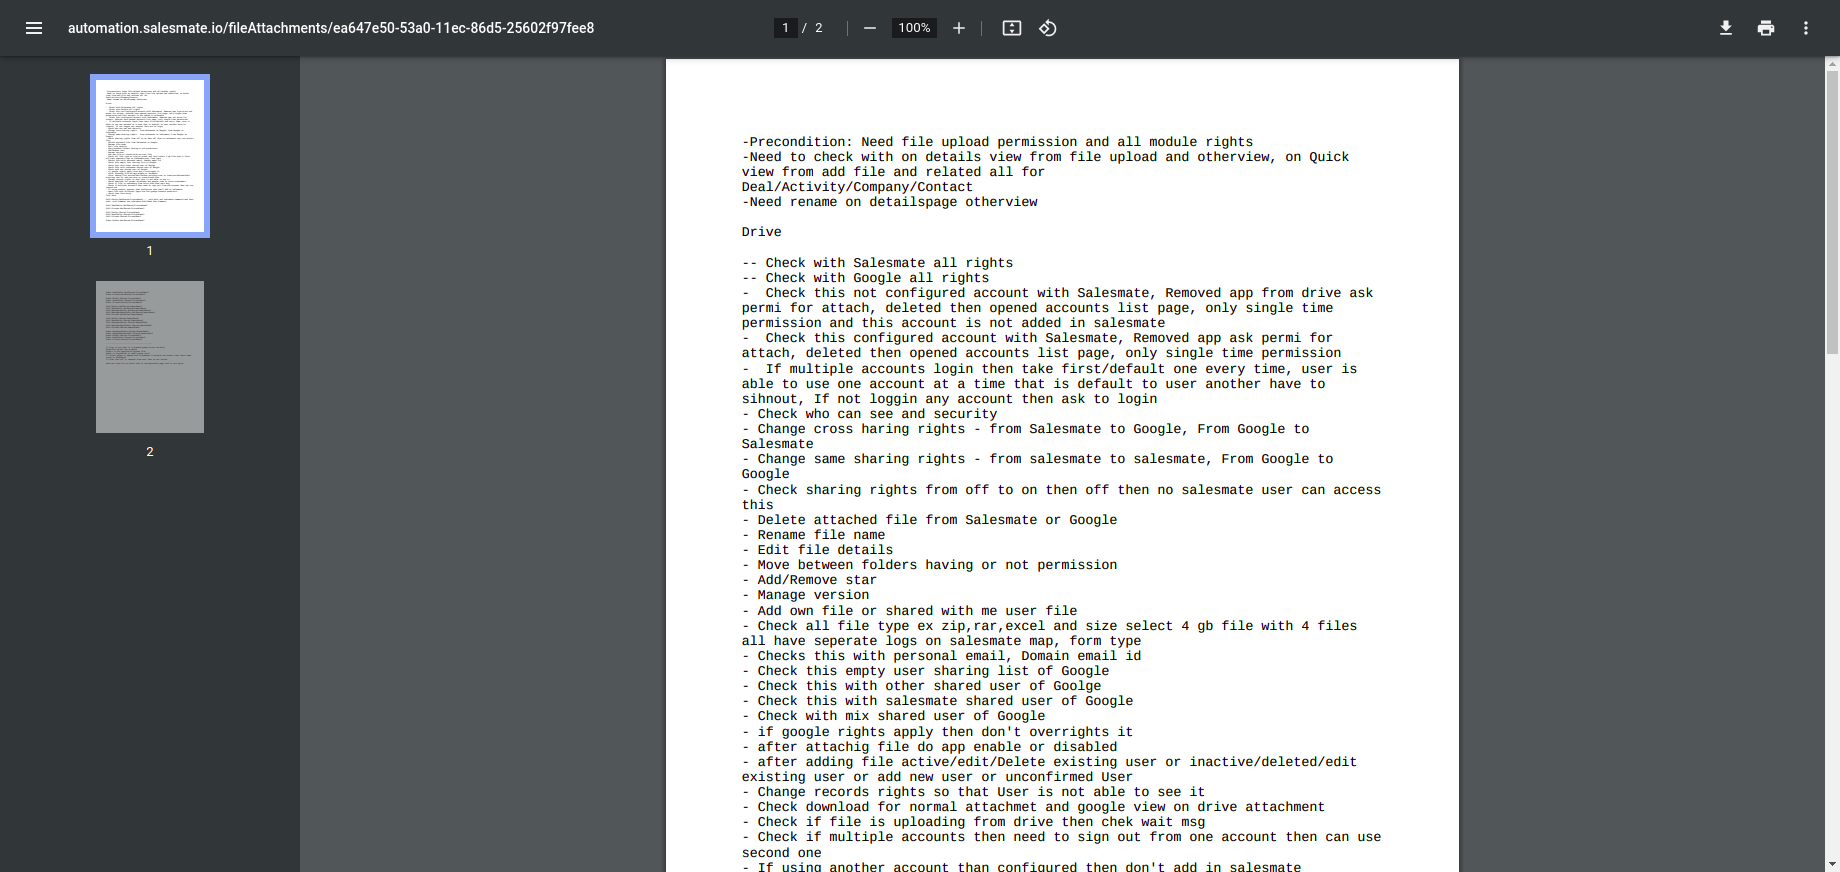 automation.salesmate.io/fileAttachments/ea647e50-53a0-11ec-86d5-25602f97fee8
1 / 2
100%
1
2
-Precondition: Need file upload permission and all module rights
-Need to check with on details view from file upload and otherview, on Quick
view from add file and related all for
Deal/Activity/Company/Contact
-Need rename on detailspage otherview
Drive
-- Check with Salesmate all rights
-- Check with Google all rights
-  Check this not configured account with Salesmate, Removed app from drive ask
permi for attach, deleted then opened accounts list page, only single time
permission and this account is not added in salesmate
-  Check this configured account with Salesmate, Removed app ask permi for
attach, deleted then opened accounts list page, only single time permission
-  If multiple accounts login then take first/default one every time, user is
able to use one account at a time that is default to user another have to
sihnout, If not loggin any account then ask to login
- Check who can see and security
- Change cross haring rights - from Salesmate to Google, From Google to
Salesmate
- Change same sharing rights - from salesmate to salesmate, From Google to
Google
- Check sharing rights from off to on then off then no salesmate user can access
this
- Delete attached file from Salesmate or Google
- Rename file name
- Edit file details
- Move between folders having or not permission
- Add/Remove star
- Manage version
- Add own file or shared with me user file
- Check all file type ex zip,rar,excel and size select 4 gb file with 4 files
all have seperate logs on salesmate map, form type
- Checks this with personal email, Domain email id
- Check this empty user sharing list of Google
- Check this with other shared user of Goolge
- Check this with salesmate shared user of Google
- Check with mix shared user of Google
- if google rights apply then don't overrights it
- after attachig file do app enable or disabled
- after adding file active/edit/Delete existing user or inactive/deleted/edit
existing user or add new user or unconfirmed User
- Change records rights so that User is not able to see it
- Check download for normal attachmet and google view on drive attachment
- Check if file is uploading from drive then chek wait msg
- Check if multiple accounts then need to sign out from one account then can use
second one
- If using another account than configured then don't add in salesmate